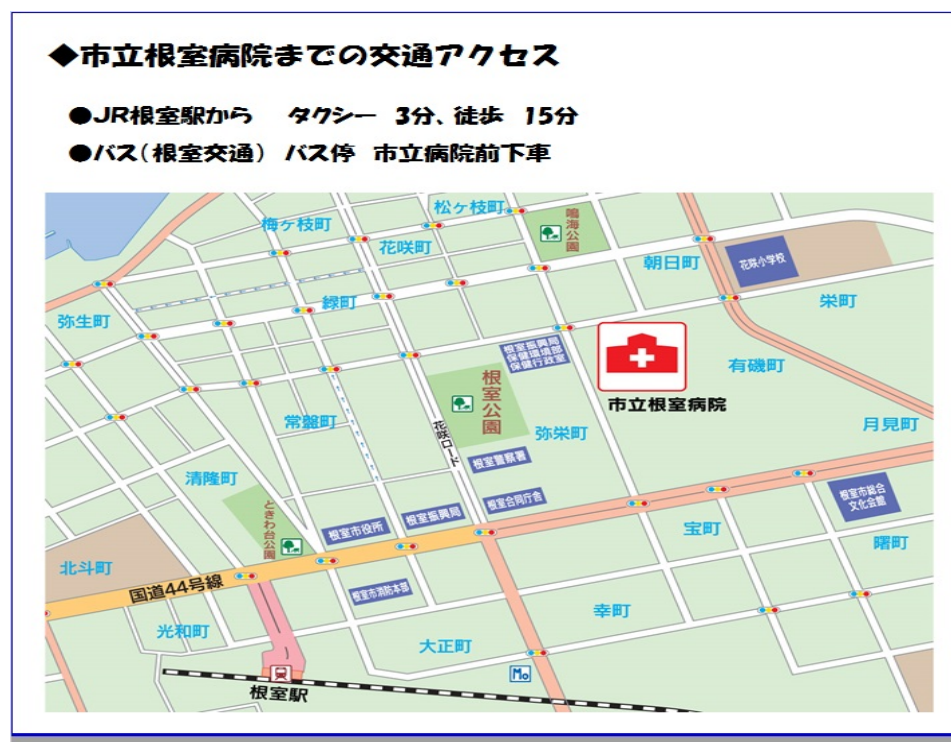 ◆市立根室病院までの交通アクセス
●JR根室駅から タクシー 3分、徒歩 15分
●バス(根室交通) バス停 市立病院前下車
松ヶ枝町
梅ヶ枝町
鳴海公園
花咲町
朝日町
花咲小学校
緑町
栄町
弥生町
根室振興局
保健環境部
保健行政室
有磯町
根室公園
市立根室病院
常盤町
花咲ロード
弥栄町
月見町
根室警察署
清隆町
根室市総合
文化会館
ときわ台公園
根室市役所
根室振興局
根室合同庁舎
宝町
曙町
北斗町
国道44号線
根室市消防本部
幸町
光和町
大正町
Mo
根室駅